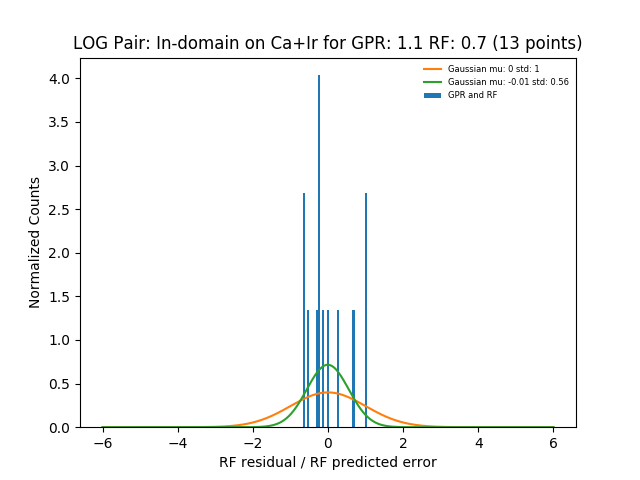 LOG Pair: In-domain on Ca+Ir for GPR: 1.1 RF: 0.7 (13 points)
Gaussian mu: 0 std: 1
Gaussian mu: -0.01 std: 0.56
GPR and RF
Normalized Counts
4.0
3.5
3.0
2.5
2.0
1.5
1.0
0.5
0.0
−6 −4 −2 0 2 4 6
RF residual / RF predicted error